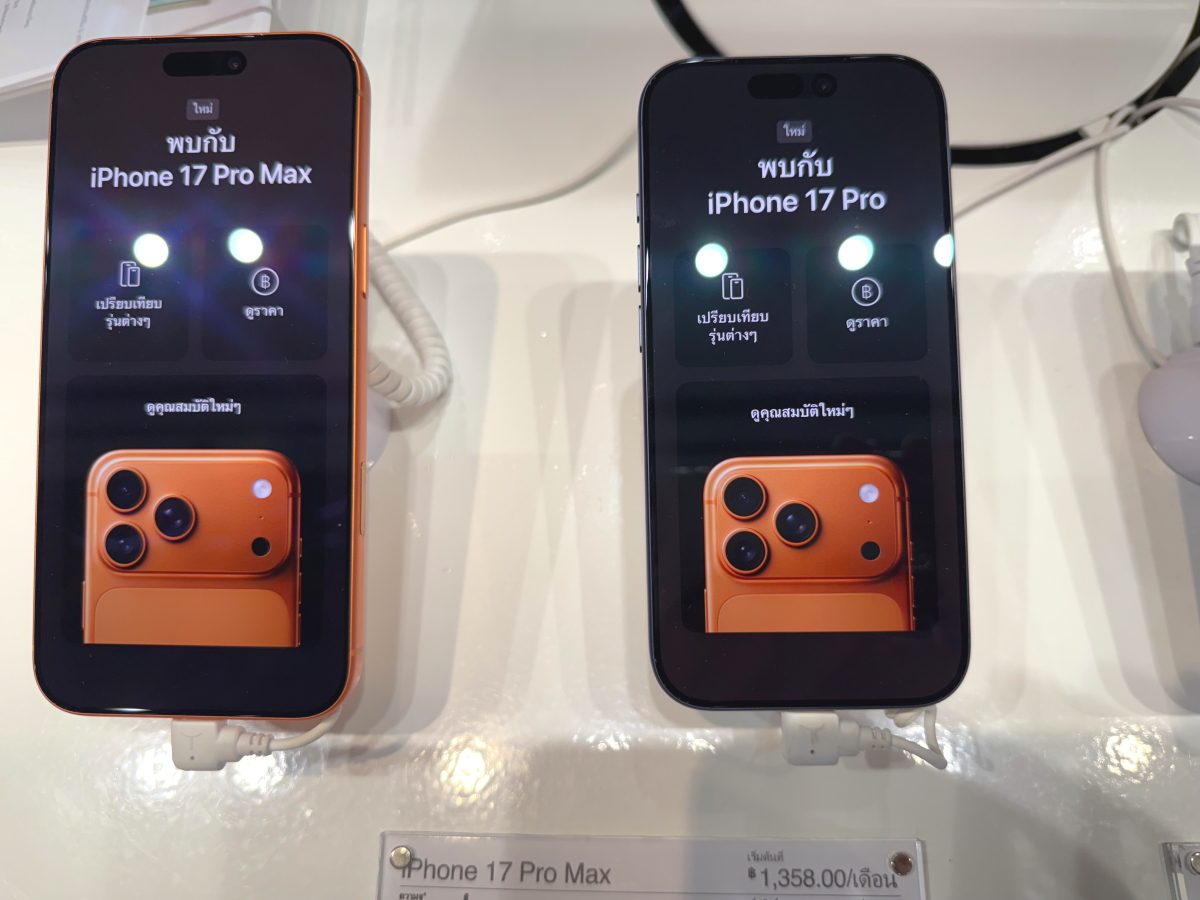 ใหม่
พบกับ
iPhone 17 Pro Max
เปรียบเทียบ
รุ่นต่างๆ
ดูราคา
ดูคุณสมบัติใหม่ๆ
ใหม่
พบกับ
iPhone 17 Pro
เปรียบเทียบ
รุ่นต่างๆ
ดูราคา
ดูคุณสมบัติใหม่ๆ
iPhone 17 Pro Max
เริ่มต้นที่
฿1,358.00/เดือน